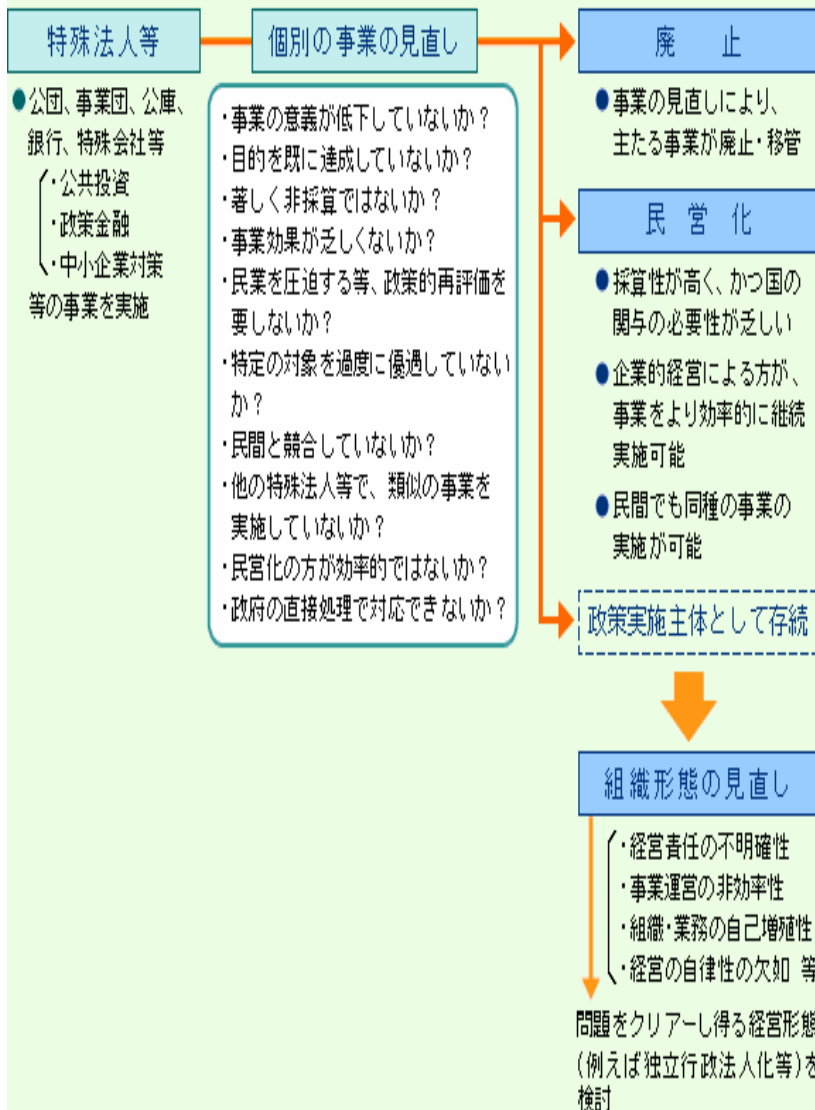 特殊法人等
●公団、事業団、公庫、
銀行、特殊会社等
・公共投資
・政策金融
・中小企業対策
等の事業を実施
個別の事業の見直し
・事業の意義が低下していないか？
・目的を既に達成していないか？
・著しく非採算ではないか？
・事業効果が乏しくないか？
・民業を圧迫する等、政策的再評価を
要しないか？
・特定の対象を過度に優遇していない
か？
・民間と競合していないか？
・他の特殊法人等で、類似の事業を
実施していないか？
・民営化の方が効率的ではないか？
・政府の直接処理で対応できないか？
廃　止
●事業の見直しにより、
主たる事業が廃止・移管
民 営 化
●採算性が高く、かつ国の
関与の必要性が乏しい
●企業的経営による方が、
事業をより効率的に継続
実施可能
●民間でも同種の事業の
実施が可能
政策実施主体として存続
組織形態の見直し
・経営責任の不明確性
・事業運営の非効率性
・組織・業務の自己増殖性
・経営の自律性の欠如 等
問題をクリアーし得る経営形態
(例えば独立行政法人化等)を
検討